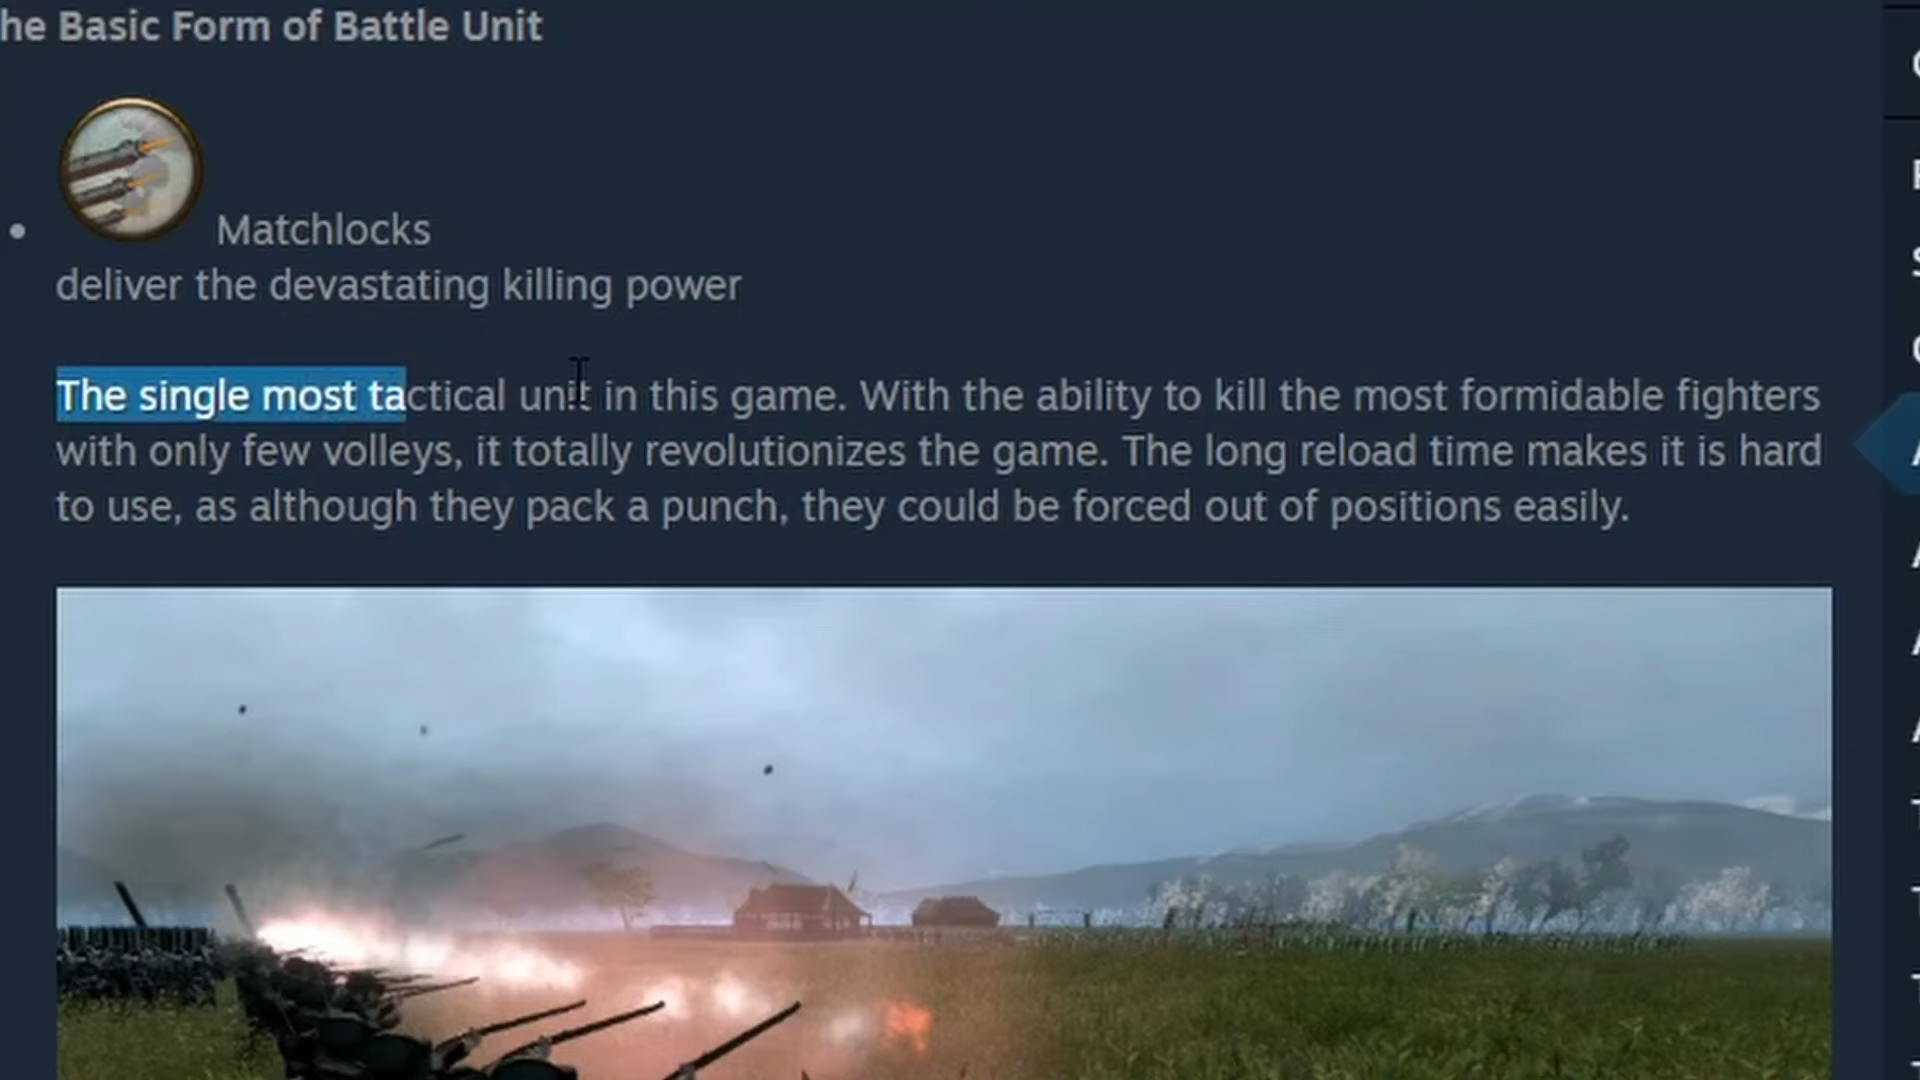 he Basic Form of Battle Unit
Matchlocks
deliver the devastating killing power
The single most tactical unit in this game. With the ability to kill the most formidable fighters
with only few volleys, it totally revolutionizes the game. The long reload time makes it is hard
to use, as although they pack a punch, they could be forced out of positions easily.